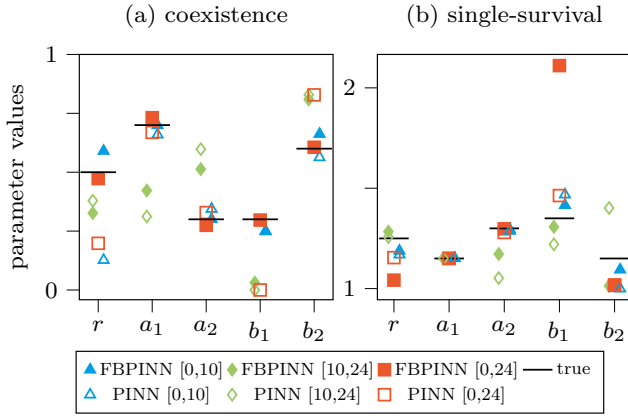 (a) coexistence
(b) single-survival
parameter values
1
0
r a1 a2 b1 b2
2
1
r a1 a2 b1 b2
FBPINN [0,10] FBPINN [10,24] FBPINN [0,24] true
PINN [0,10] PINN [10,24] PINN [0,24]